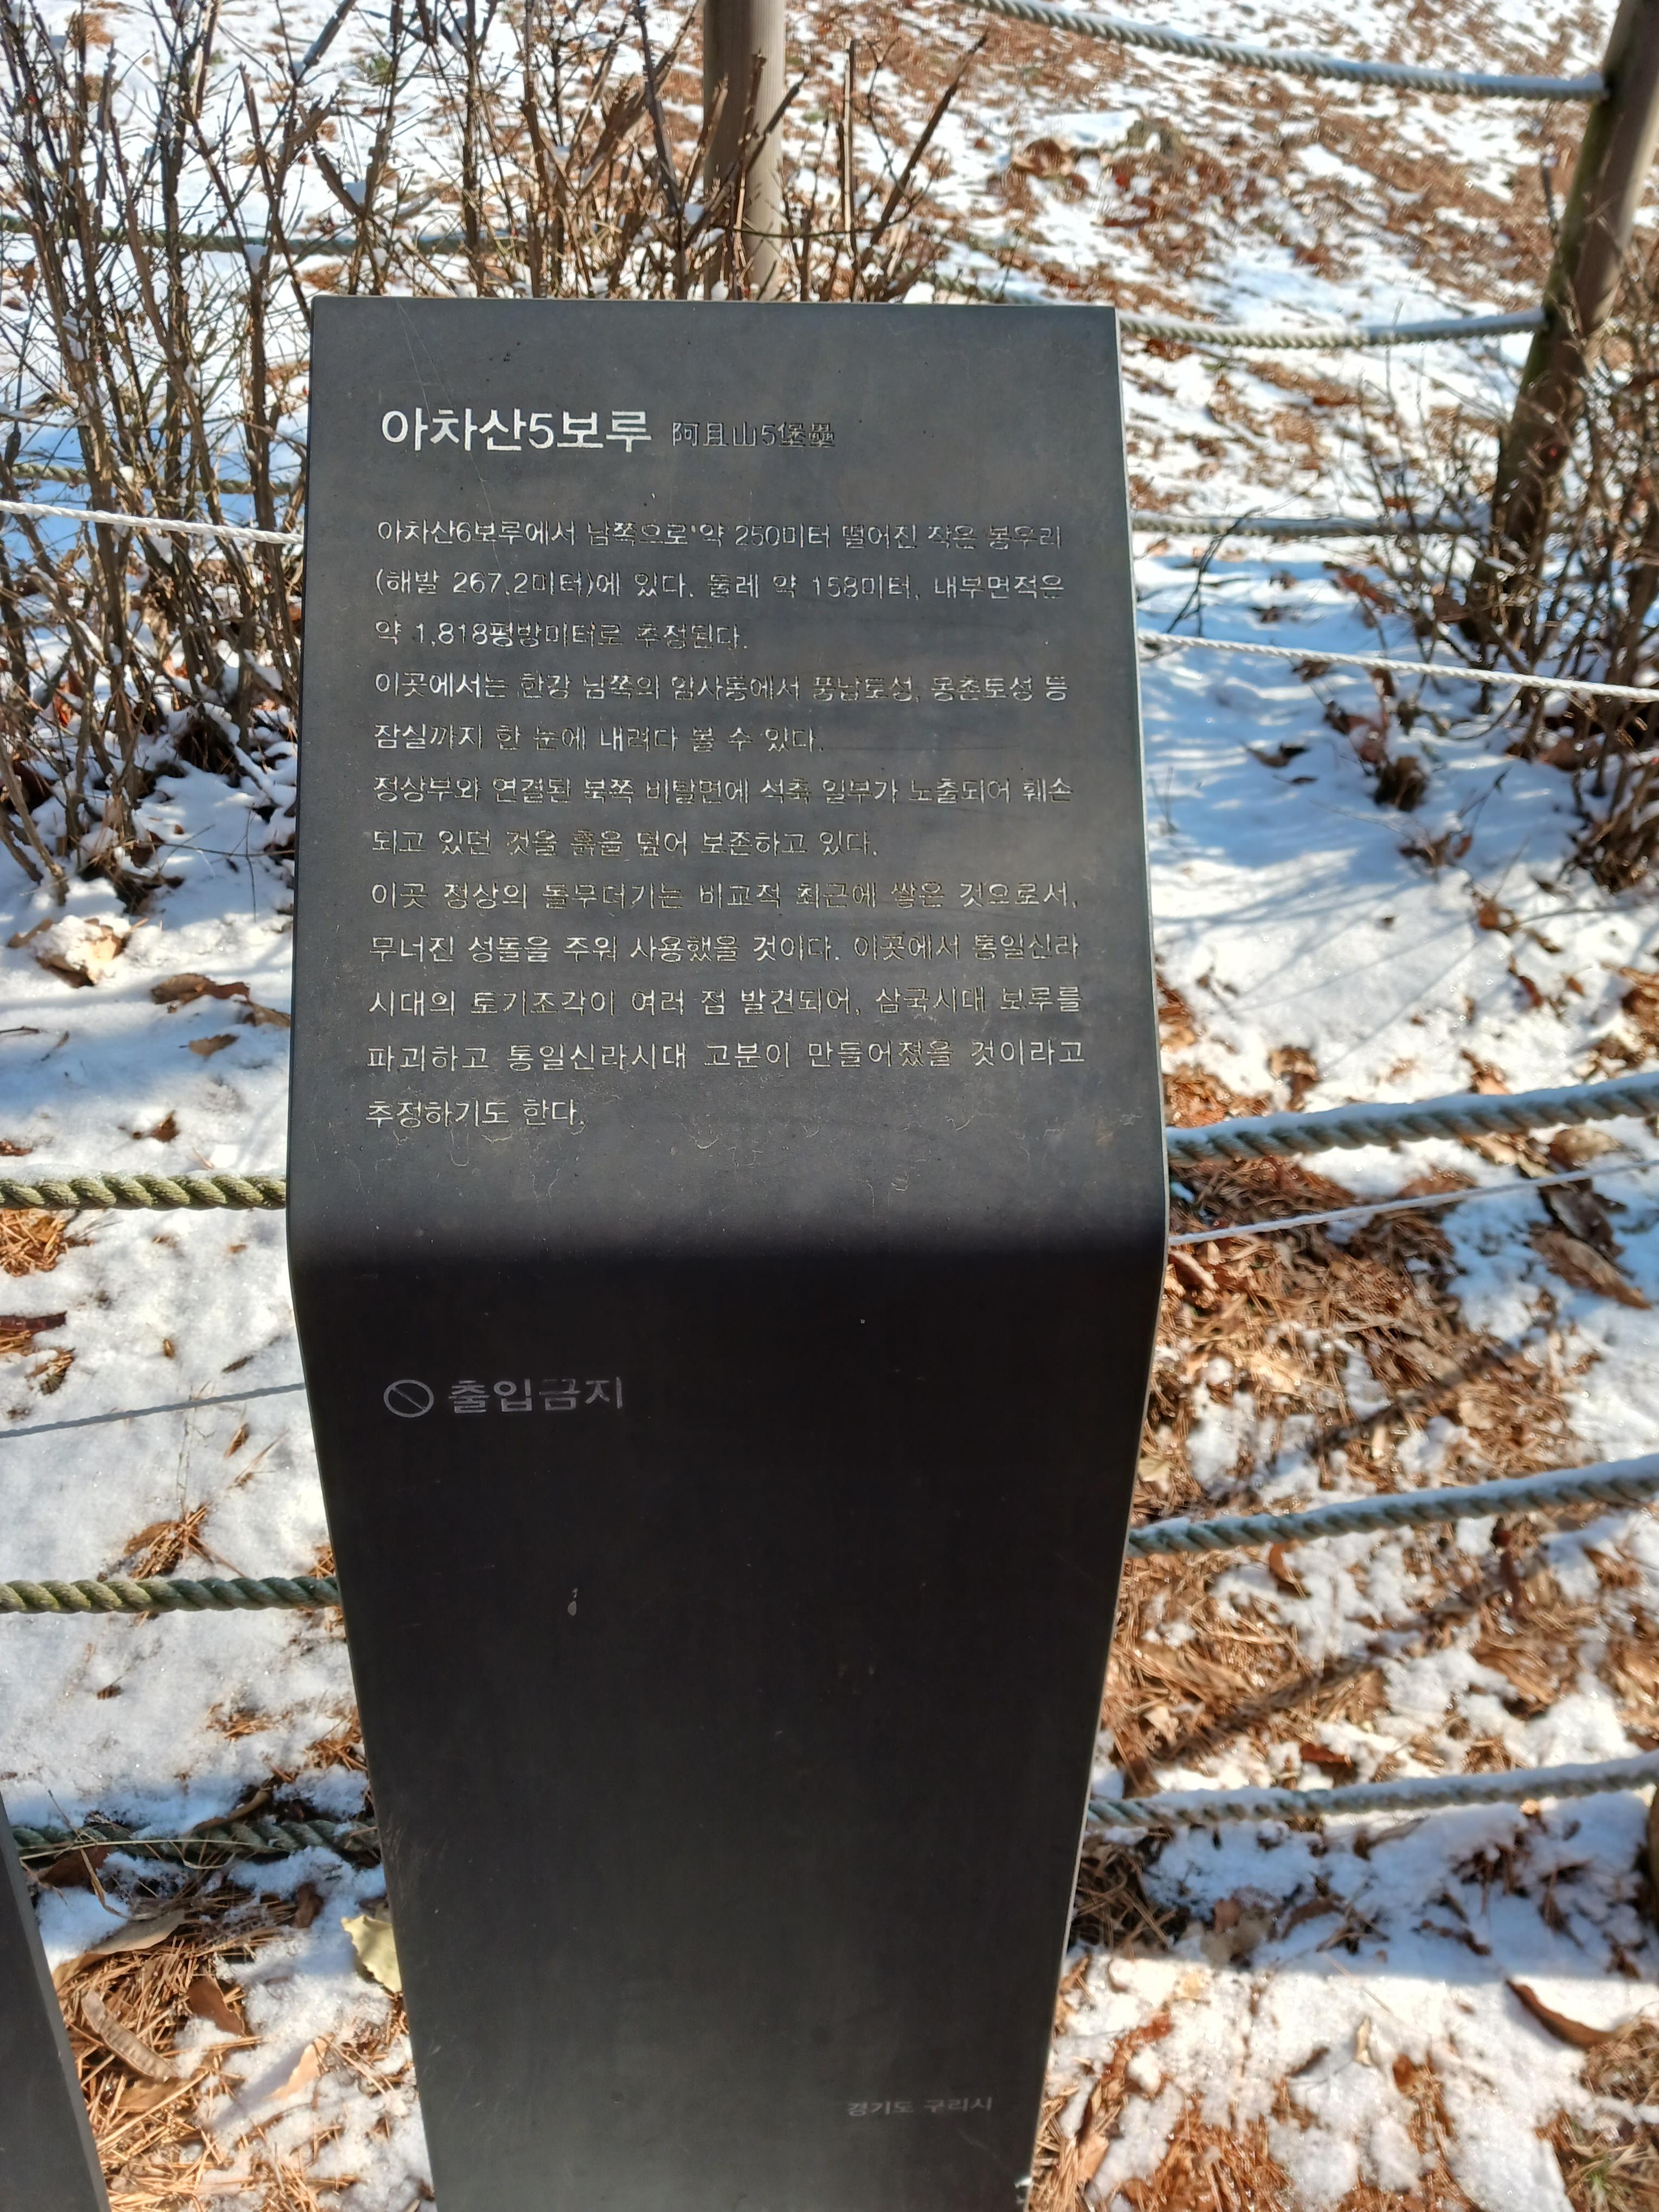 아차산5보루 阿且山5堡壘
아차산6보루에서 남쪽으로 약 250미터 떨어진 작은 봉우리
(해발 267.2미터)에 있다. 둘레 약 158미터, 내부면적은
약 1,818평방미터로 추정된다.
이곳에서는 한강 남쪽의 암사동에서 풍납토성, 몽촌토성 등
잠실까지 한 눈에 내려다 볼 수 있다.
정상부와 연결된 북쪽 비탈면에 석축 일부가 노출되어 훼손
되고 있던 것을 흙을 덮어 보존하고 있다.
이곳 정상의 돌무더기는 비교적 최근에 쌓은 것으로서,
무너진 성돌을 주워 사용했을 것이다. 이곳에서 통일신라
시대의 토기조각이 여러 점 발견되어, 삼국시대 보루를
파괴하고 통일신라시대 고분이 만들어졌을 것이라고
추정하기도 한다.
출입금지
경기도 구리시